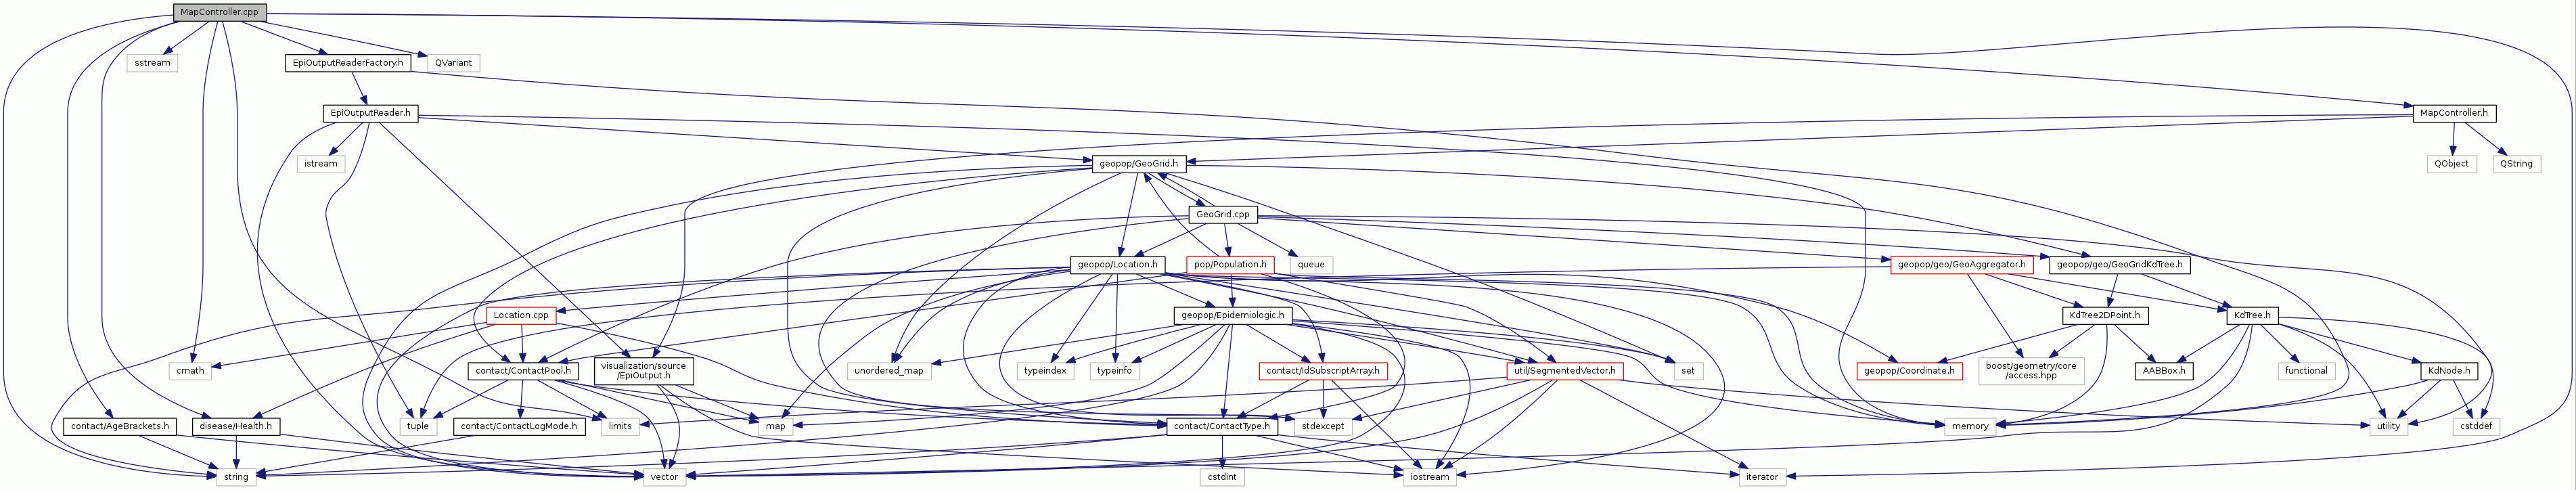 MapController.cpp
sstream
EpiOutputReaderFactory.h
QVariant
EpiOutputReader.h
MapController.h
istream
geopop/GeoGrid.h
QObject
QString
GeoGrid.cpp
geopop/Location.h
pop/Population.h
queue
geopop/geo/GeoAggregator.h
geopop/geo/GeoGridKdTree.h
Location.cpp
geopop/Epidemiologic.h
KdTree2DPoint.h
KdTree.h
cmath
contact/ContactPool.h
visualization/source
/EpiOutput.h
unordered_map
typeindex
typeinfo
contact/IdSubscriptArray.h
util/SegmentedVector.h
set
geopop/Coordinate.h
boost/geometry/core
/access.hpp
AABBox.h
functional
KdNode.h
contact/AgeBrackets.h
disease/Health.h
tuple
contact/ContactLogMode.h
limits
map
contact/ContactType.h
stdexcept
memory
utility
cstddef
string
vector
cstdint
iostream
iterator